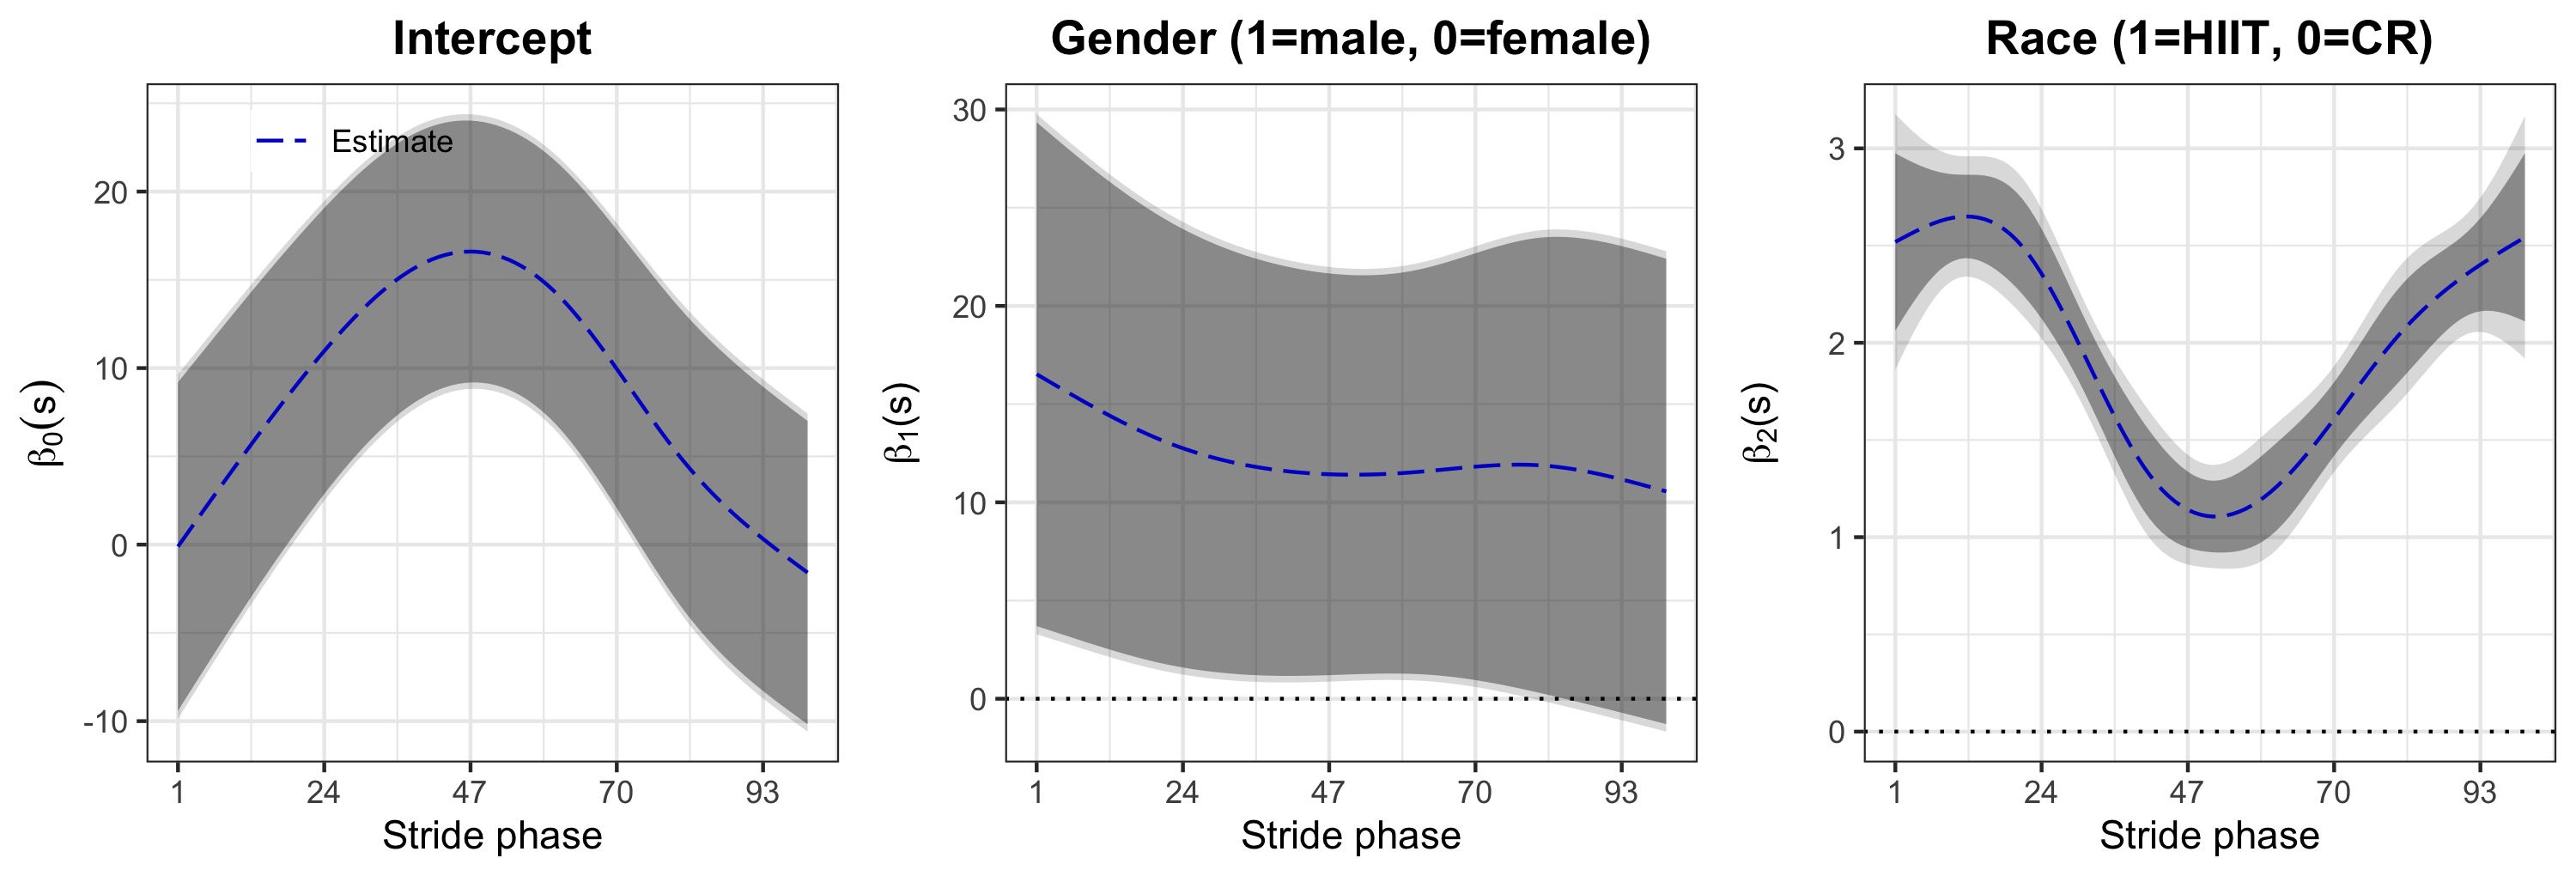 Intercept
Estimate
20
10
0
-10
β0(s)
1 24 47 70 93
Stride phase
Gender (1=male, 0=female)
30
20
10
0
β1(s)
1 24 47 70 93
Stride phase
Race (1=HIIT, 0=CR)
3
2
1
0
β2(s)
1 24 47 70 93
Stride phase